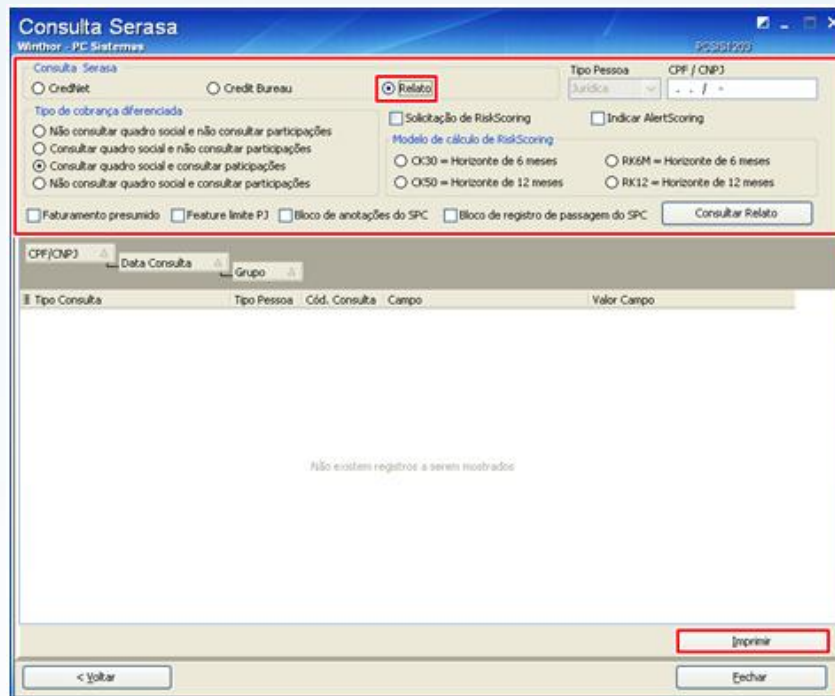 Consulta Serasa
Winthor - PC Sistemas
Consulta Serasa
CredNet
Credit Bureau
Relato
Tipo Pessoa
CPF / CNPJ
Jurídica
. . / -
Tipo de cobrança diferenciada
Não consultar quadro social e não consultar participações
Consultar quadro social e não consultar participações
Consultar quadro social e consultar paticipações
Não consultar quadro social e consultar participações
Solicitação de RiskScoring
Indicar AlertScoring
Modelo de cálculo de RiskScoring
CK30 = Horizonte de 6 meses
RK6M = Horizonte de 6 meses
CK50 = Horizonte de 12 meses
RK12 = Horizonte de 12 meses
Faturamento presumido
Feature limite PJ
Bloco de anotações do SPC
Bloco de registro de passagem do SPC
Consultar Relato
CPF/CNPJ
Data Consulta
Grupo
Tipo Consulta
Tipo Pessoa
Cód. Consulta
Campo
Valor Campo
Não existem registros a serem mostrados
Imprimir
< Voltar
Fechar